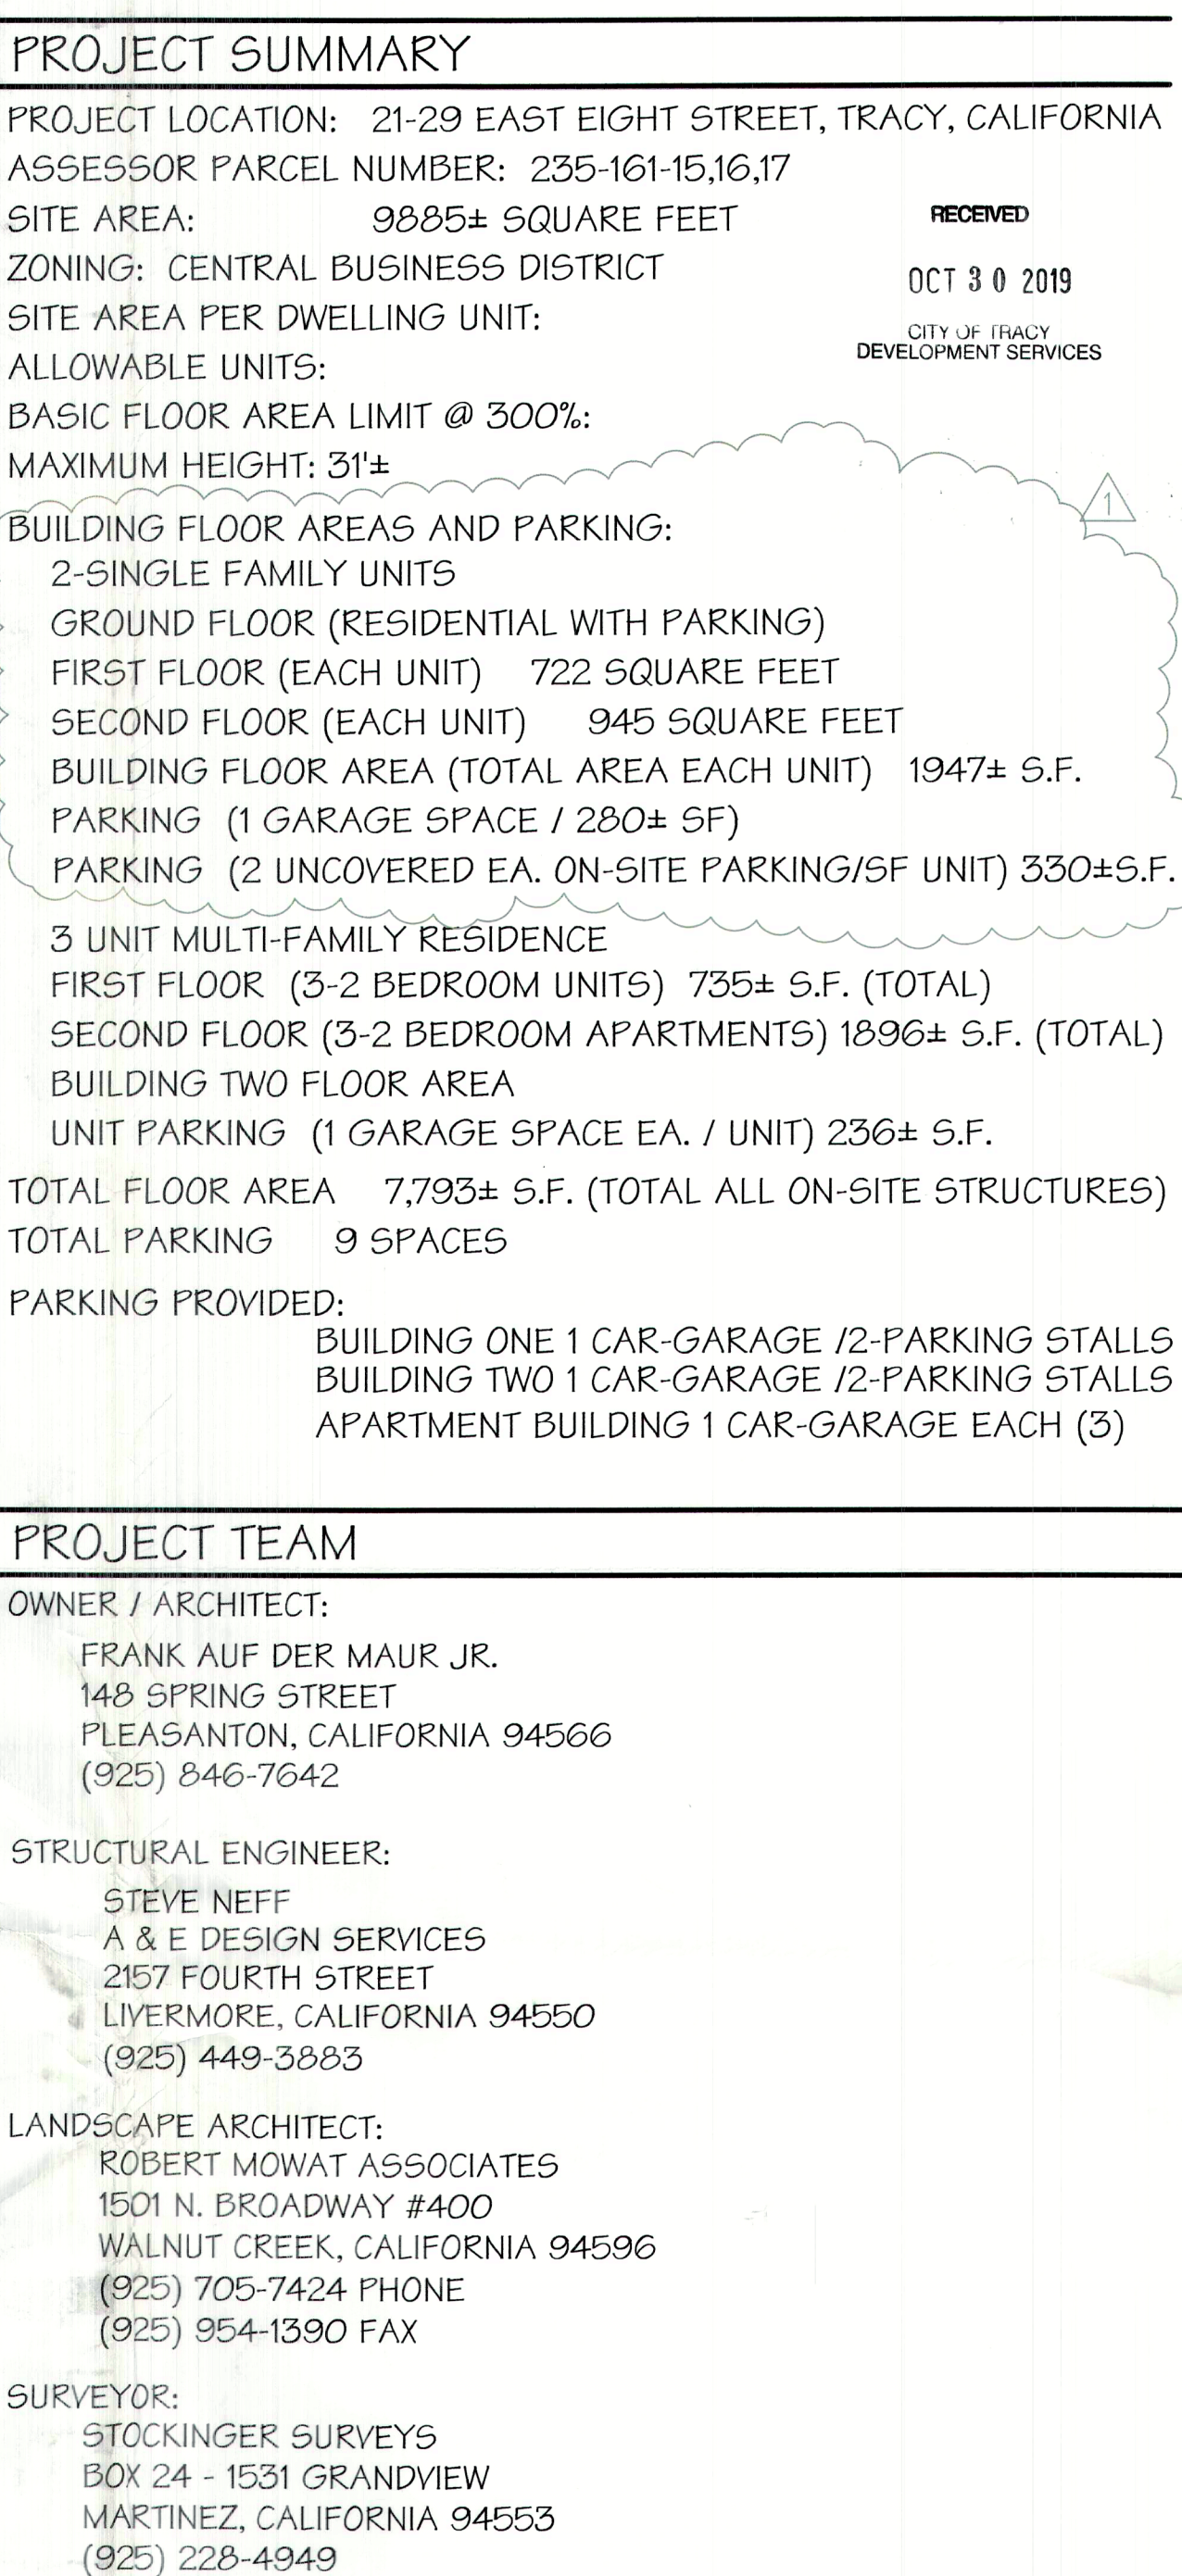 PROJECT SUMMARY
PROJECT LOCATION: 21-29 EAST EIGHT STREET, TRACY, CALIFORNIA
ASSESSOR PARCEL NUMBER: 235-161-15,16,17
SITE AREA: 9885± SQUARE FEET
RECEIVED
ZONING: CENTRAL BUSINESS DISTRICT
OCT 30 2019
SITE AREA PER DWELLING UNIT:
CITY OF TRACY
DEVELOPMENT SERVICES
ALLOWABLE UNITS:
BASIC FLOOR AREA LIMIT @ 300%:
MAXIMUM HEIGHT: 31'±
1
BUILDING FLOOR AREAS AND PARKING:
2-SINGLE FAMILY UNITS
GROUND FLOOR (RESIDENTIAL WITH PARKING)
FIRST FLOOR (EACH UNIT) 722 SQUARE FEET
SECOND FLOOR (EACH UNIT) 945 SQUARE FEET
BUILDING FLOOR AREA (TOTAL AREA EACH UNIT) 1947± S.F.
PARKING (1 GARAGE SPACE / 280± SF)
PARKING (2 UNCOVERED EA. ON-SITE PARKING/SF UNIT) 330±S.F.
3 UNIT MULTI-FAMILY RESIDENCE
FIRST FLOOR (3-2 BEDROOM UNITS) 735± S.F. (TOTAL)
SECOND FLOOR (3-2 BEDROOM APARTMENTS) 1896± S.F. (TOTAL)
BUILDING TWO FLOOR AREA
UNIT PARKING (1 GARAGE SPACE EA. / UNIT) 236± S.F.
TOTAL FLOOR AREA 7,793± S.F. (TOTAL ALL ON-SITE STRUCTURES)
TOTAL PARKING 9 SPACES
PARKING PROVIDED:
BUILDING ONE 1 CAR-GARAGE /2-PARKING STALLS
BUILDING TWO 1 CAR-GARAGE /2-PARKING STALLS
APARTMENT BUILDING 1 CAR-GARAGE EACH (3)
PROJECT TEAM
OWNER / ARCHITECT:
FRANK AUF DER MAUR JR.
148 SPRING STREET
PLEASANTON, CALIFORNIA 94566
(925) 846-7642
STRUCTURAL ENGINEER:
STEVE NEFF
A & E DESIGN SERVICES
2157 FOURTH STREET
LIVERMORE, CALIFORNIA 94550
(925) 449-3883
LANDSCAPE ARCHITECT:
ROBERT MOWAT ASSOCIATES
1501 N. BROADWAY #400
WALNUT CREEK, CALIFORNIA 94596
(925) 705-7424 PHONE
(925) 954-1390 FAX
SURVEYOR:
STOCKINGER SURVEYS
BOX 24 - 1531 GRANDVIEW
MARTINEZ, CALIFORNIA 94553
(925) 228-4949